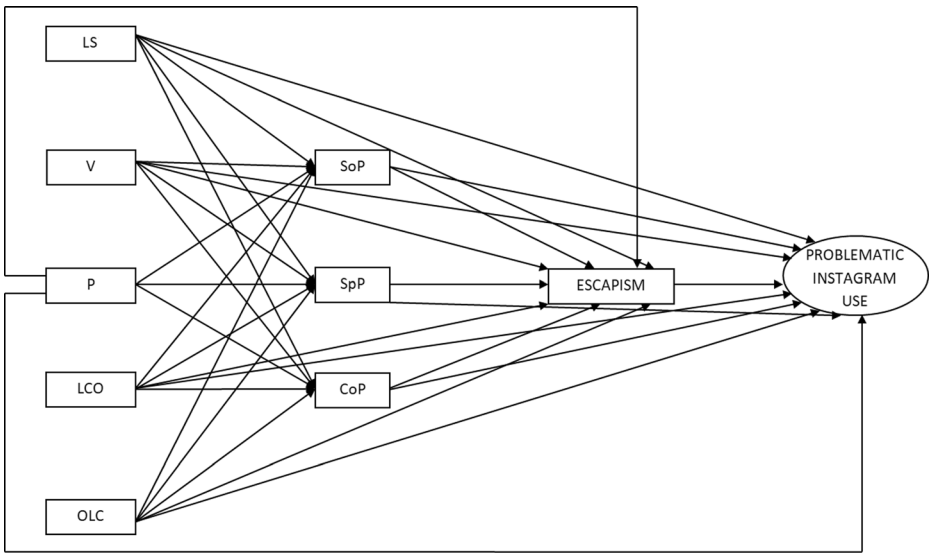 LS
V
SoP
P
SpP
ESCAPISM
PROBLEMATIC
INSTAGRAM
USE
LCO
CoP
OLC